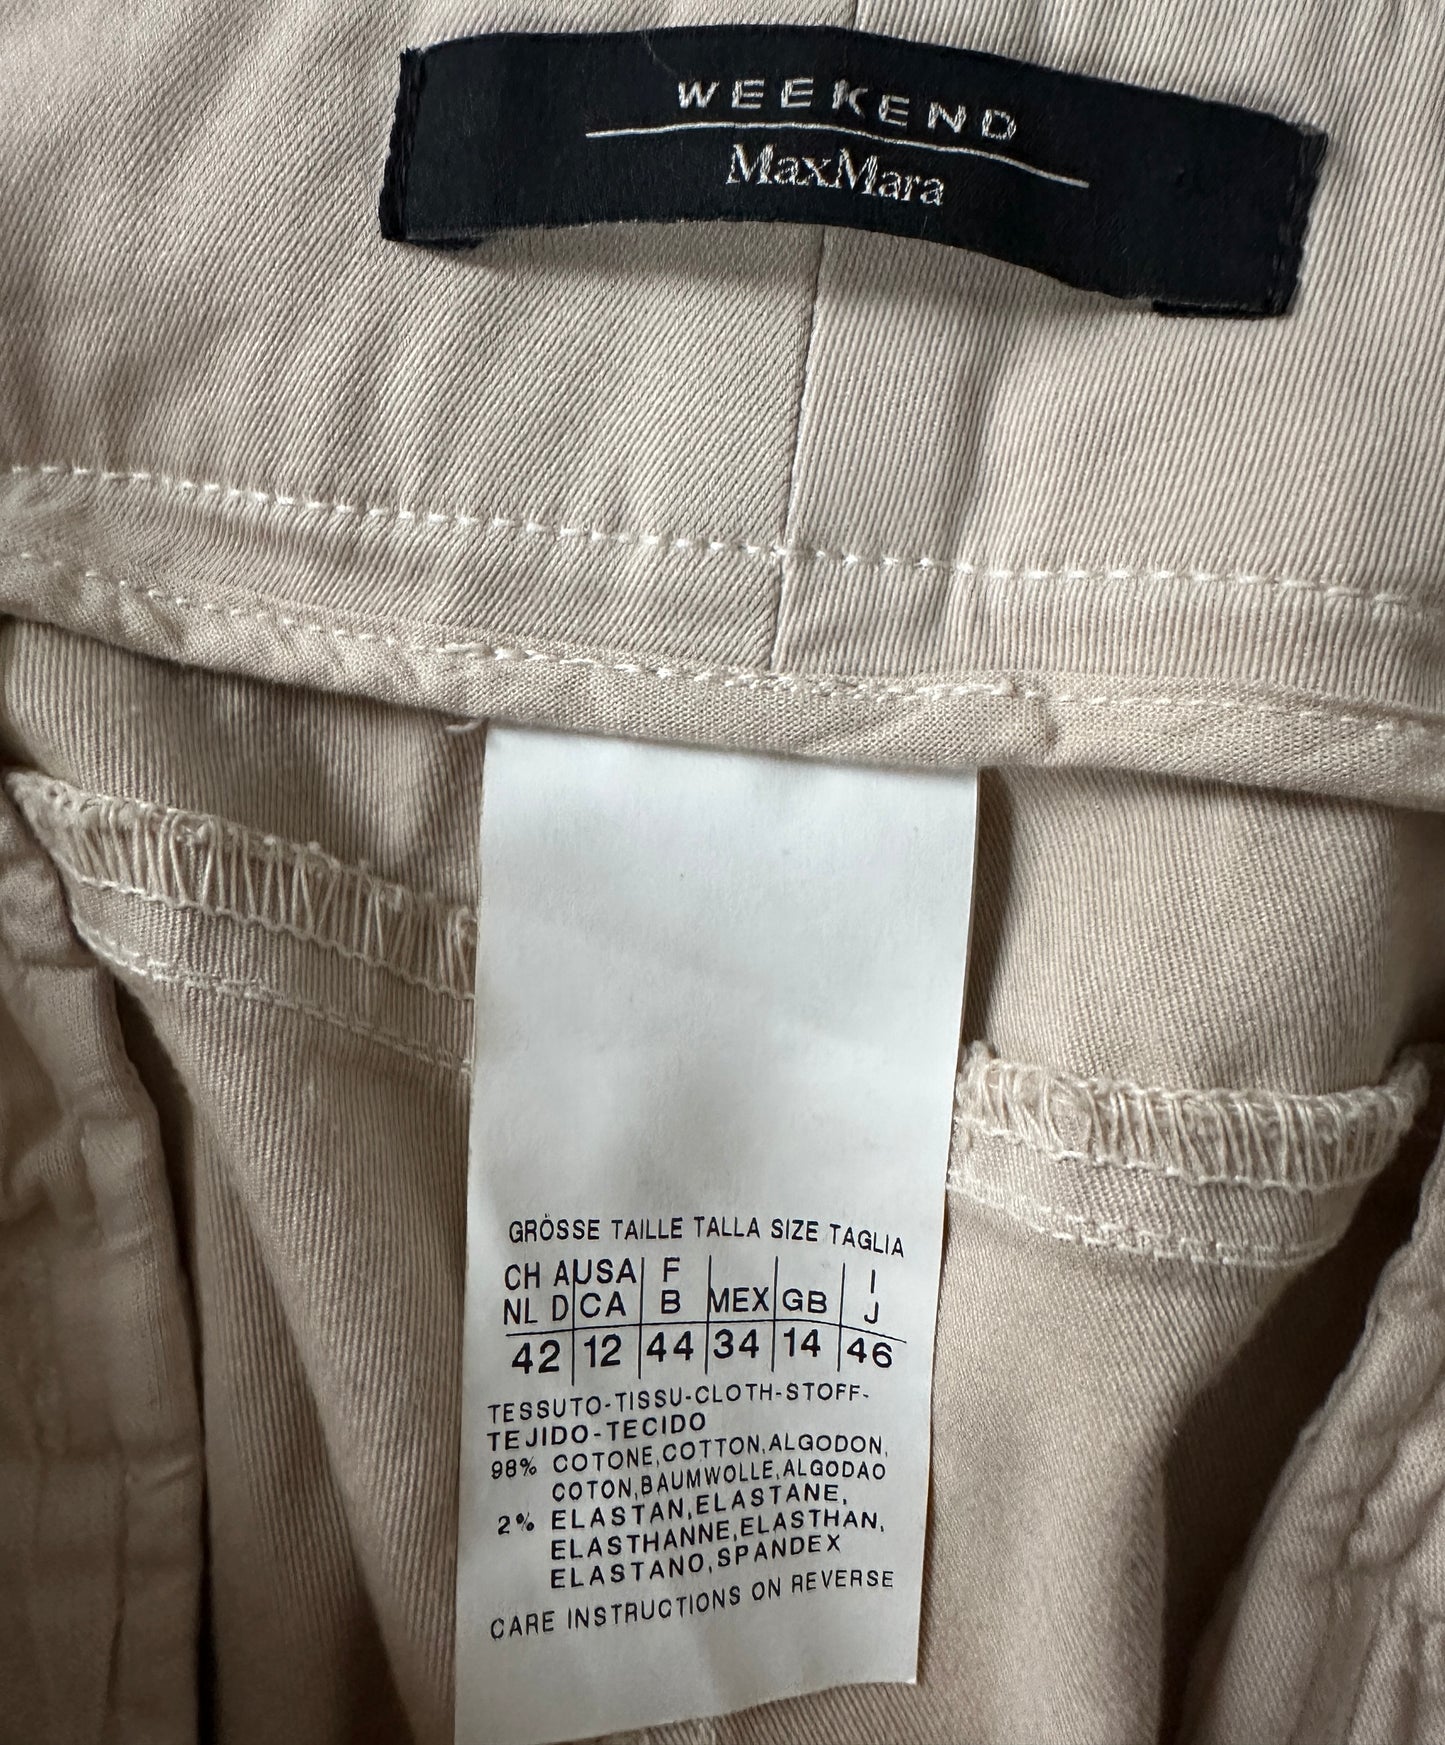 WEEKEND
MaxMara
GRÖSSE TAILLE TALLA SIZE TAGLIA
CH A USA F I
NL D CA B MEX GB J
42 12 44 34 14 46
TESSUTO-TISSU-CLOTH-STOFF-
TEJIDO-TECIDO
98% COTONE,COTTON,ALGODON,
COTON,BAUMWOLLE,ALGODAO
2% ELASTAN,ELASTANE,
ELASTHANNE,ELASTHAN,
ELASTANO,SPANDEX
CARE INSTRUCTIONS ON REVERSE